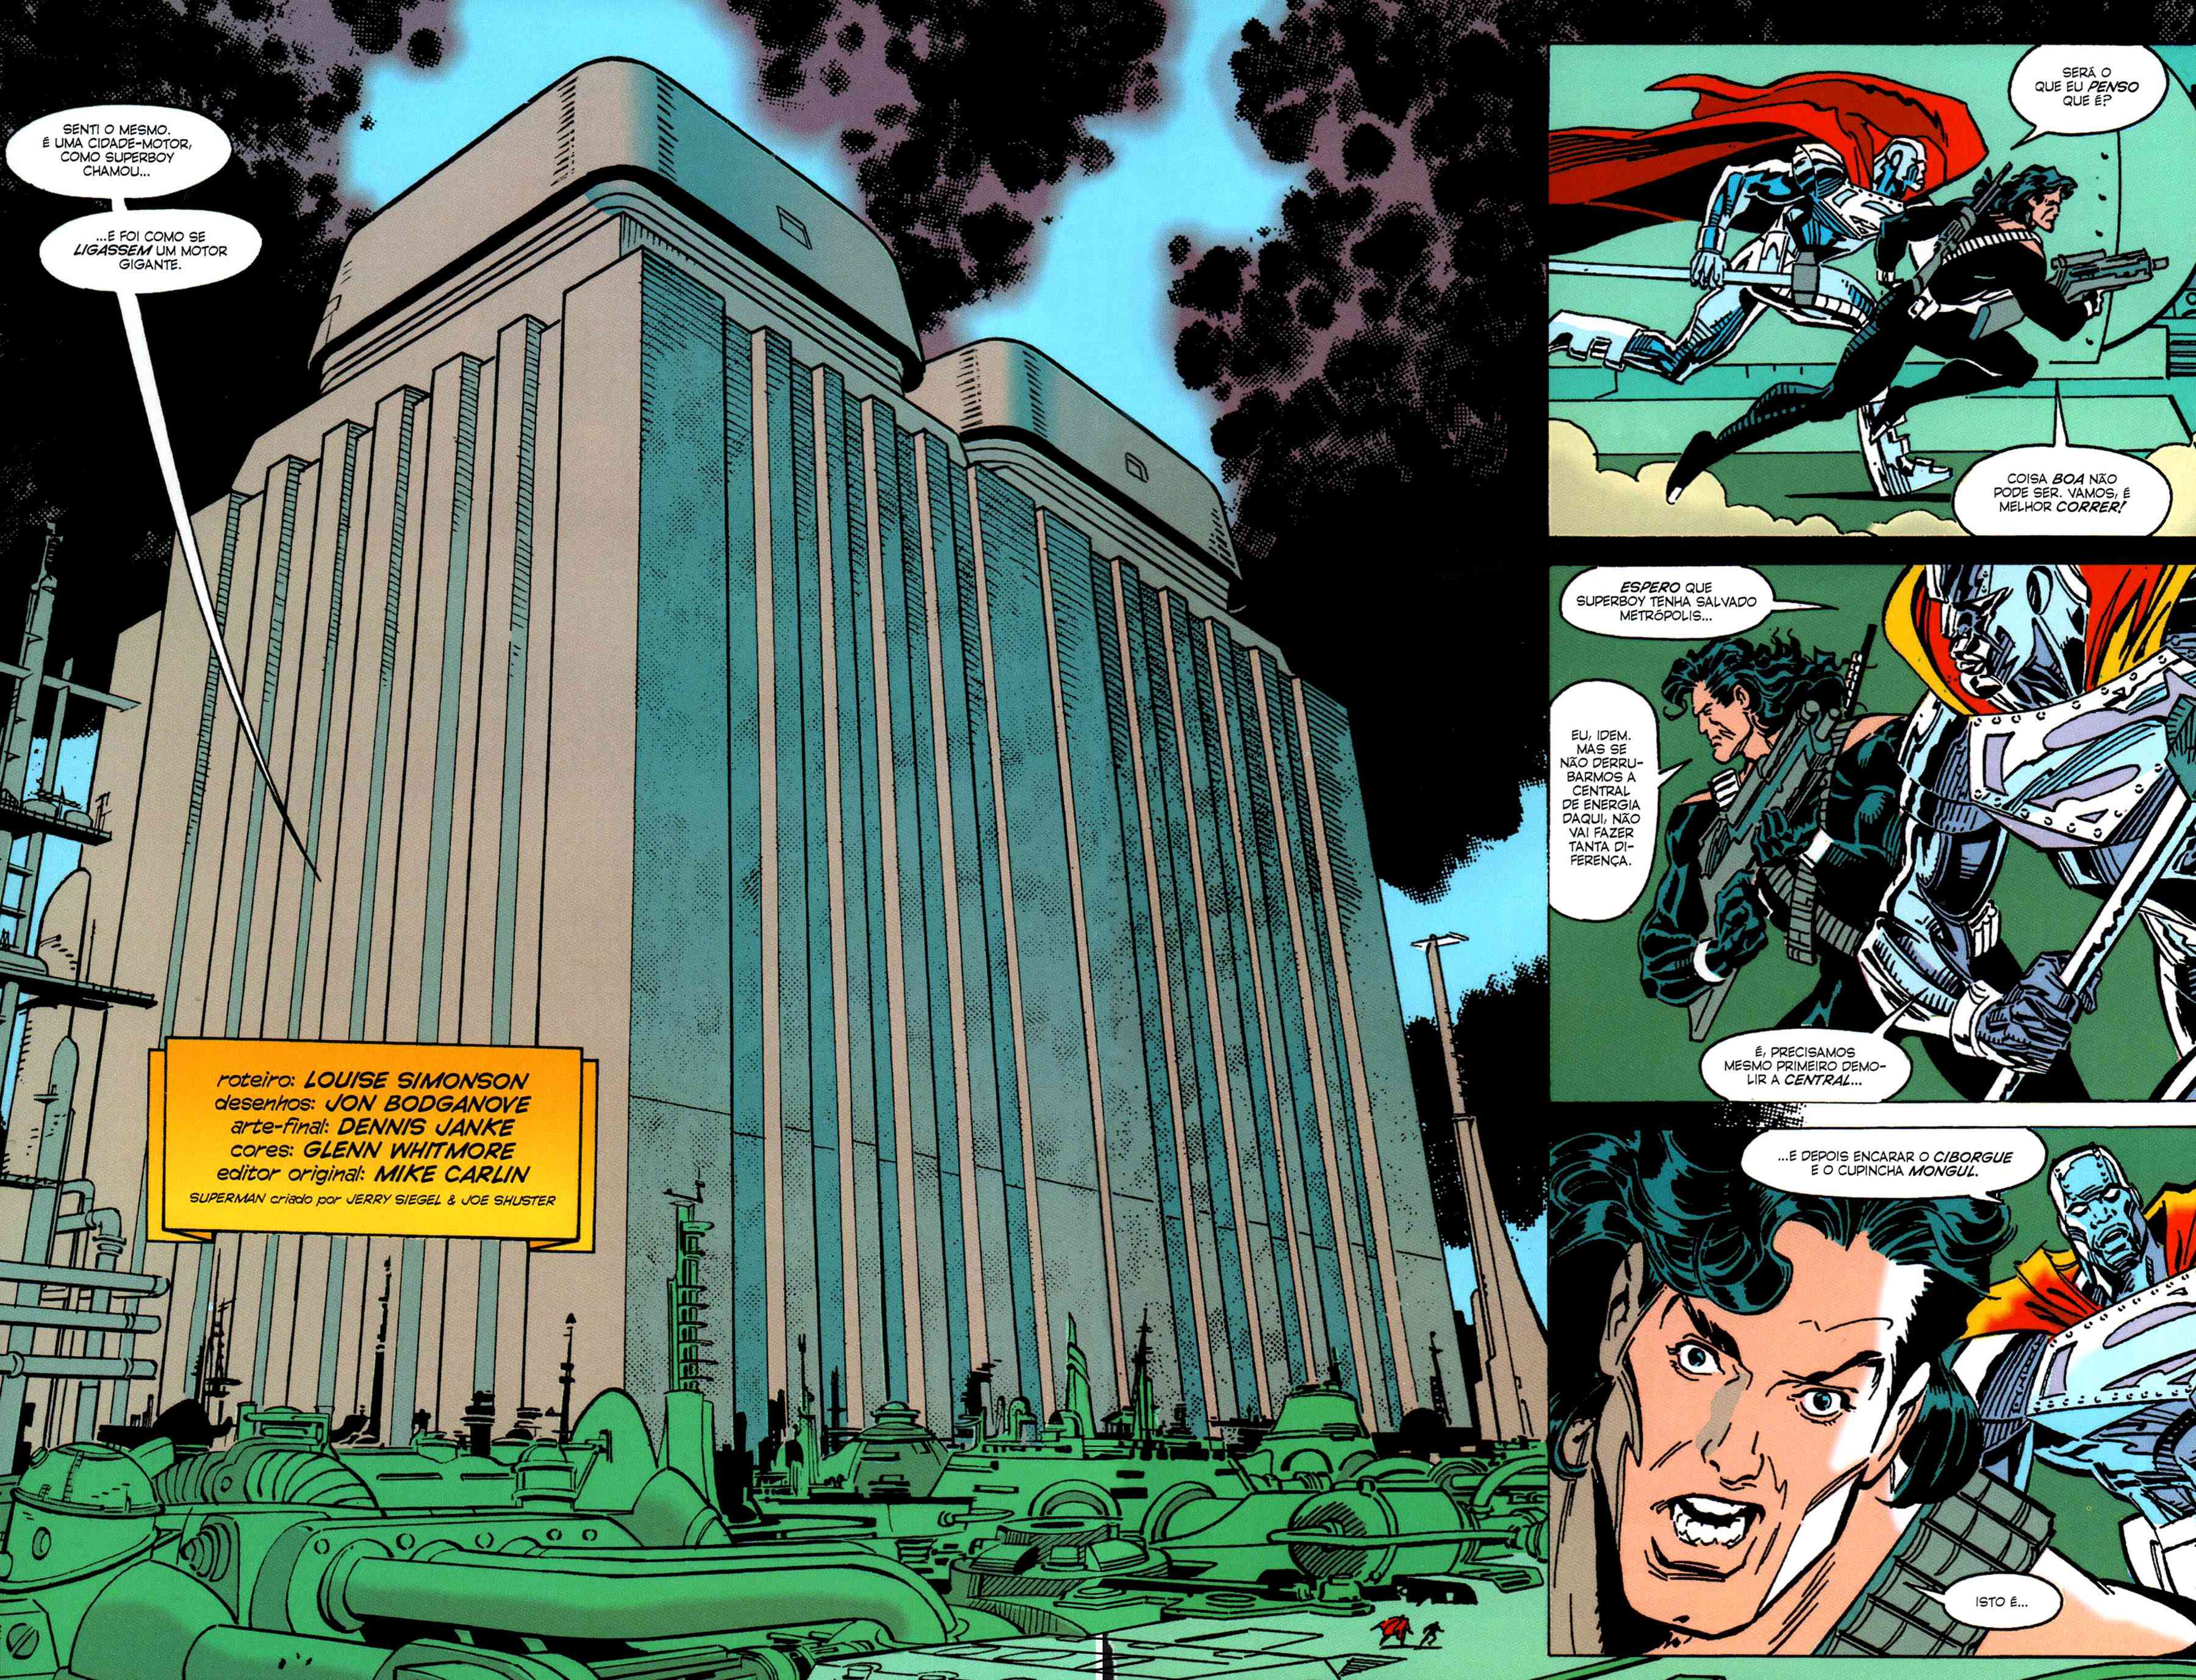 SENTI O MESMO.
É UMA CIDADE-MOTOR,
COMO SUPERBOY
CHAMOU...
...E FOI COMO SE
LIGASSEM UM MOTOR
GIGANTE.
roteiro: LOUISE SIMONSON
desenhos: JON BODGANOVE
arte-final: DENNIS JANKE
cores: GLENN WHITMORE
editor original: MIKE CARLIN
SUPERMAN criado por JERRY SIEGEL & JOE SHUSTER
SERÁ O
QUE EU PENSO
QUE É?
COISA BOA NÃO
PODE SER. VAMOS, É
MELHOR CORRER!
ESPERO QUE
SUPERBOY TENHA SALVADO
METRÓPOLIS...
EU, IDEM.
MAS SE
NÃO DERRU-
BARMOS A
CENTRAL
DE ENERGIA
DAQUI, NÃO
VAI FAZER
TANTA DI-
FERENÇA.
É, PRECISAMOS
MESMO PRIMEIRO DEMO-
LIR A CENTRAL...
...E DEPOIS ENCARAR O CIBORGUE
E O CUPINCHA MONGUL.
ISTO É...